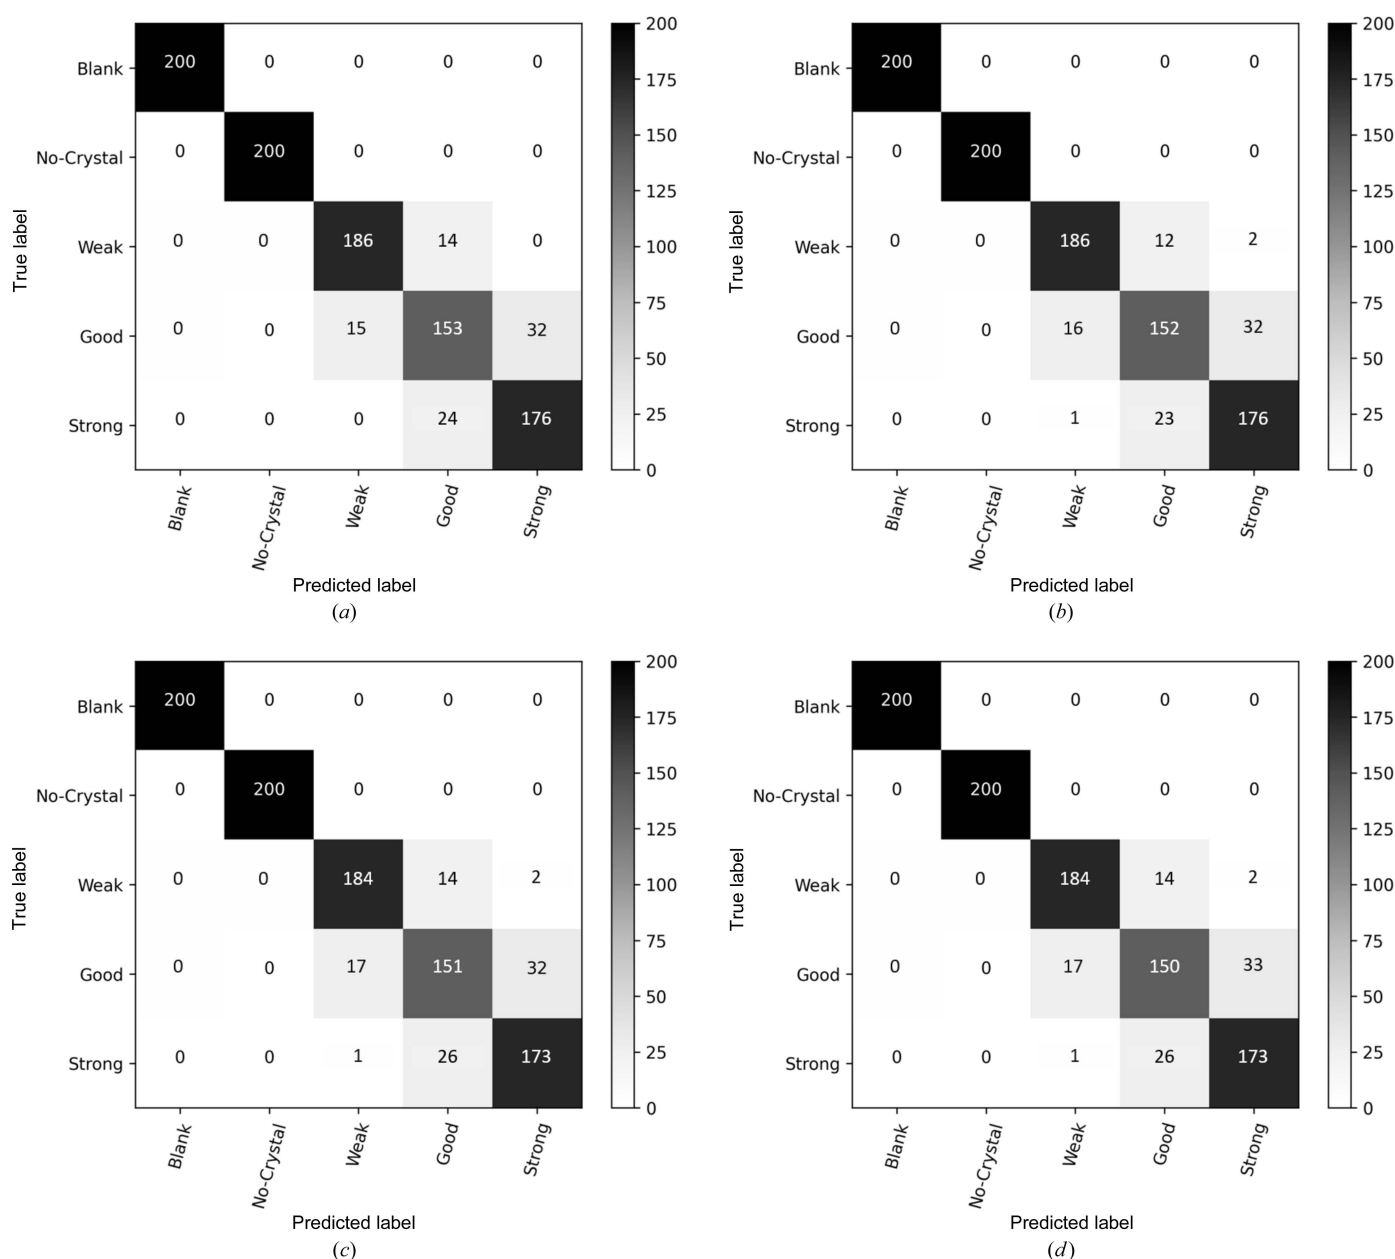 200
Blank 200 0 0 0 0
175
150
No-Crystal 0 200 0 0 0
125
True label
Weak 0 0 186 14 0
100
75
Good 0 0 15 153 32
50
25
Strong 0 0 0 24 176
0
Blank No-Crystal Weak Good Strong
Predicted label
(a)
200
Blank 200 0 0 0 0
175
150
No-Crystal 0 200 0 0 0
125
True label
Weak 0 0 186 12 2
100
75
Good 0 0 16 152 32
50
25
Strong 0 0 1 23 176
0
Blank No-Crystal Weak Good Strong
Predicted label
(b)
200
Blank 200 0 0 0 0
175
150
No-Crystal 0 200 0 0 0
125
True label
Weak 0 0 184 14 2
100
75
Good 0 0 17 151 32
50
25
Strong 0 0 1 26 173
0
Blank No-Crystal Weak Good Strong
Predicted label
(c)
200
Blank 200 0 0 0 0
175
150
No-Crystal 0 200 0 0 0
125
True label
Weak 0 0 184 14 2
100
75
Good 0 0 17 150 33
50
25
Strong 0 0 1 26 173
0
Blank No-Crystal Weak Good Strong
Predicted label
(d)